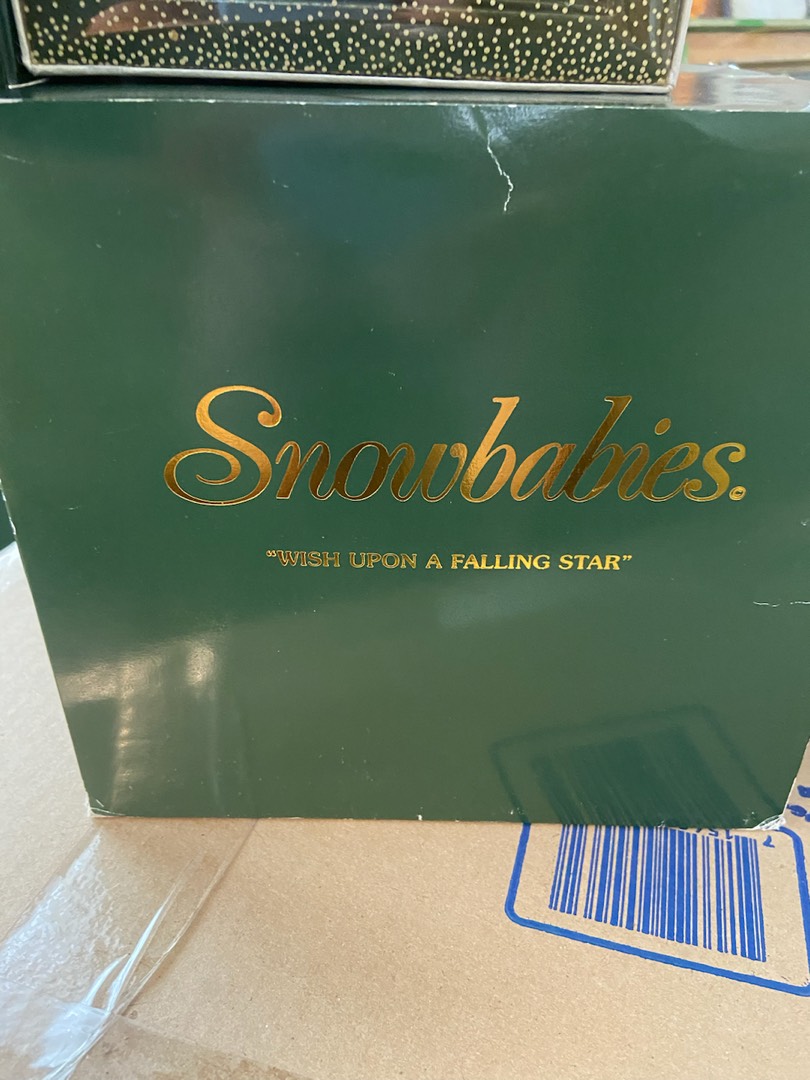 Snowbabies.©
“WISH UPON A FALLING STAR”